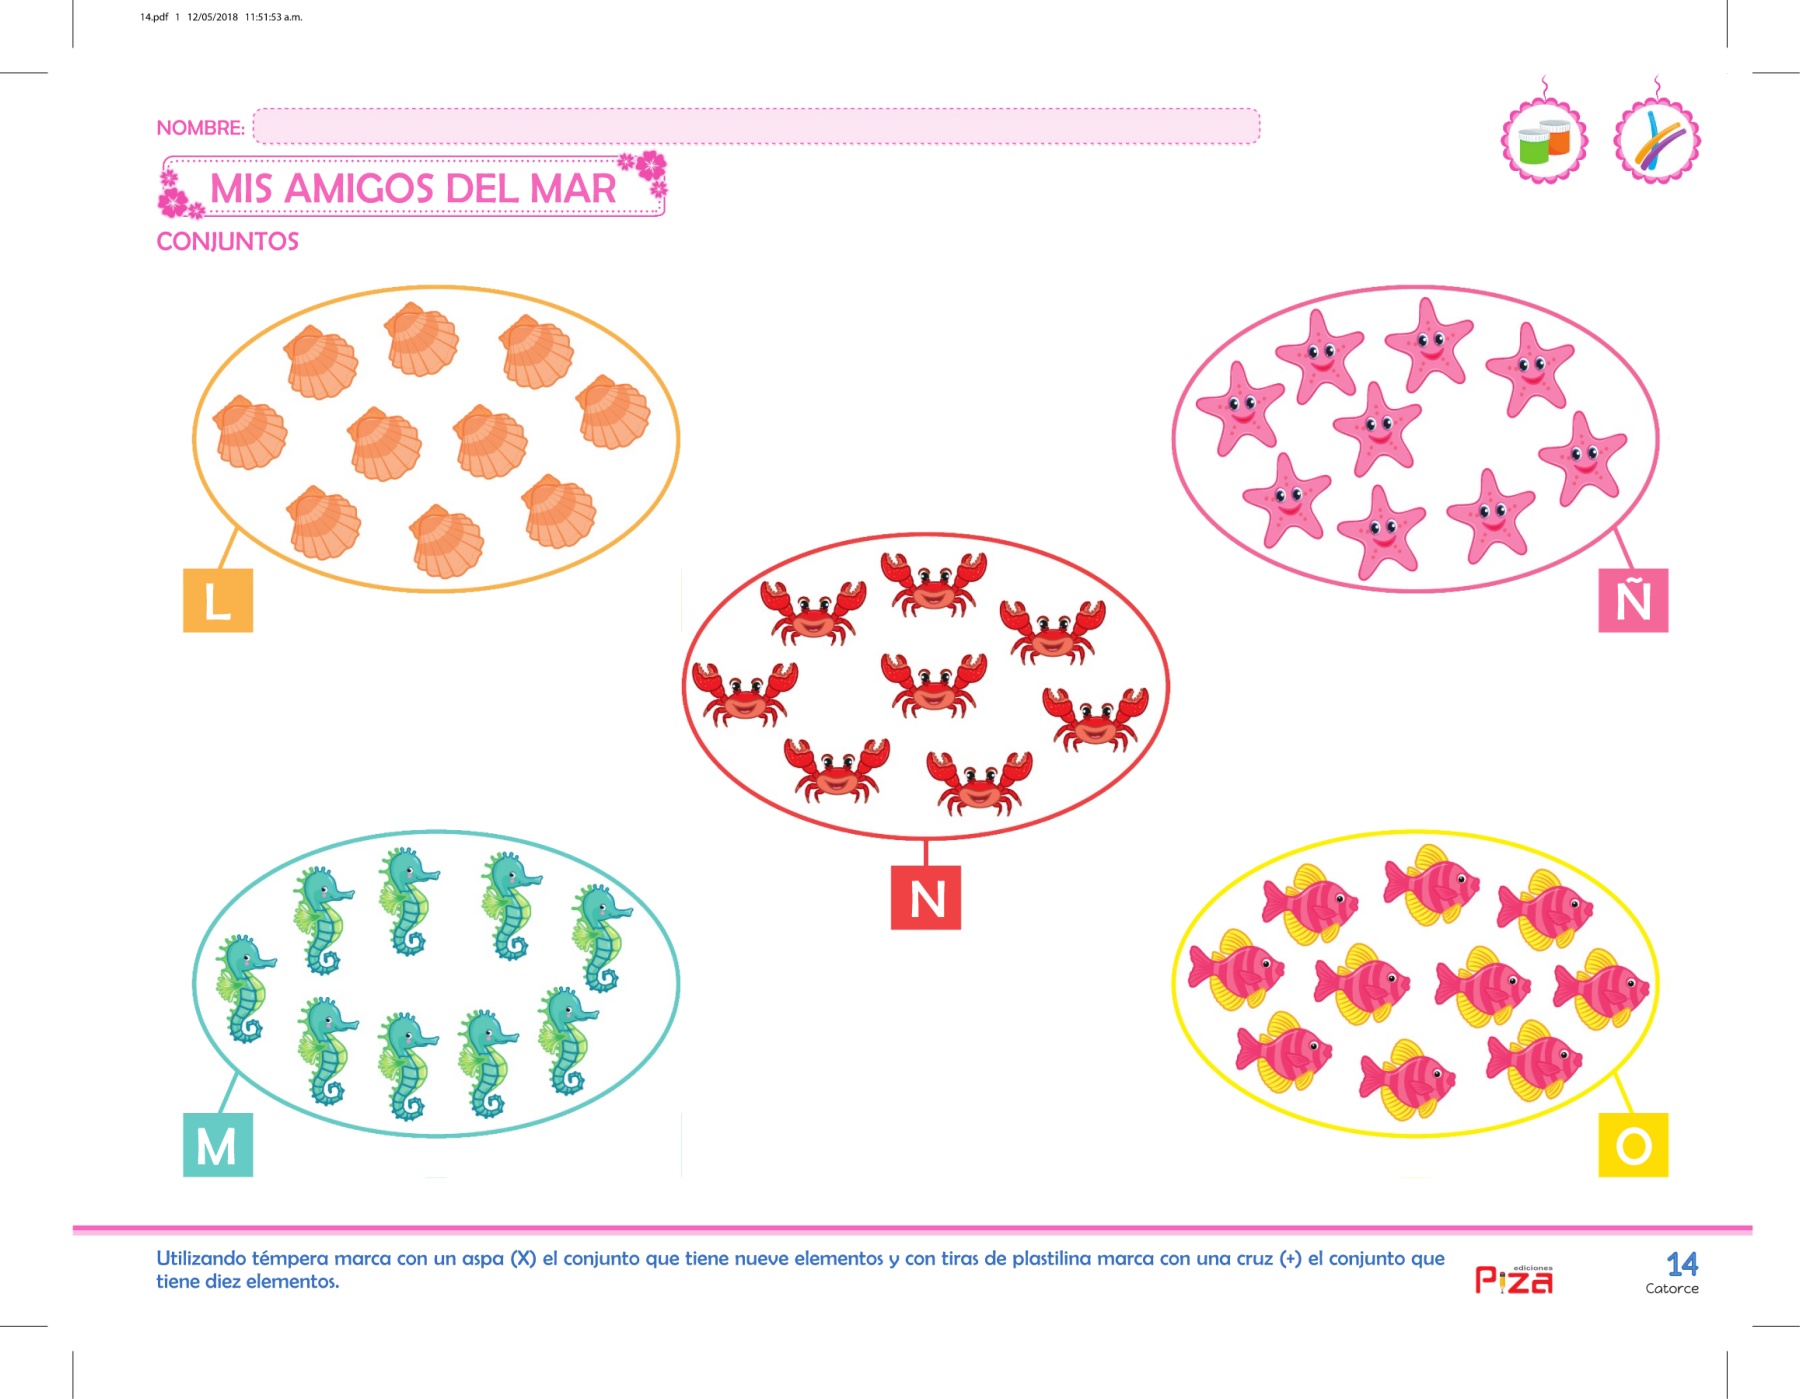 14.pdf 1 12/05/2018 11:51:53 a.m.
NOMBRE:
MIS AMIGOS DEL MAR
CONJUNTOS
L
Ñ
N
M
O
Utilizando témpera marca con un aspa (X) el conjunto que tiene nueve elementos y con tiras de plastilina marca con una cruz (+) el conjunto que
tiene diez elementos.
ediciones
Piza
14
Catorce